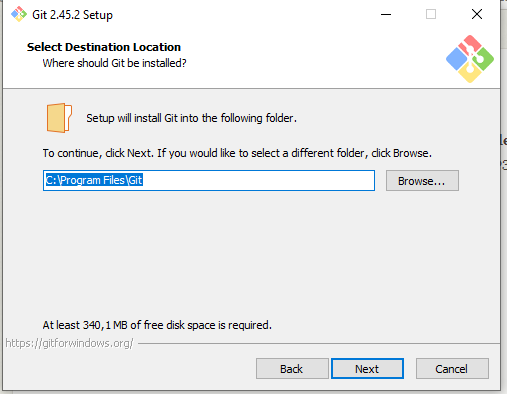 Git 2.45.2 Setup
Select Destination Location
Where should Git be installed?
Setup will install Git into the following folder.
To continue, click Next. If you would like to select a different folder, click Browse.
C:\Program Files\Git
Browse...
At least 340,1 MB of free disk space is required.
https://gitforwindows.org/
Back
Next
Cancel